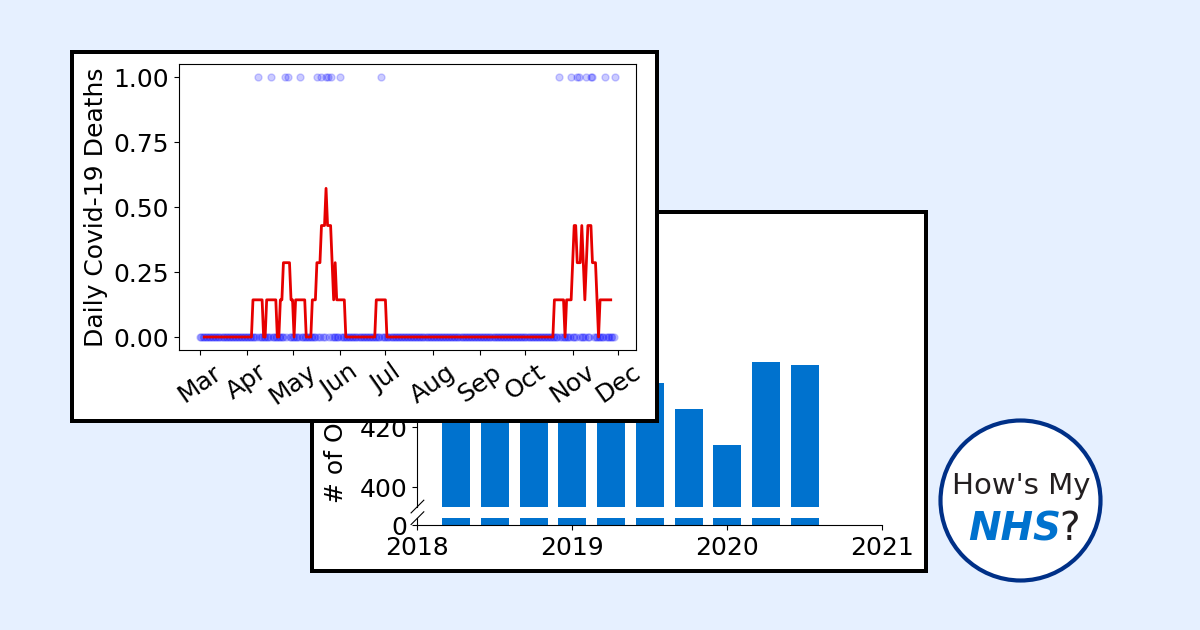 Daily Covid-19 Deaths
1.00
0.75
0.50
0.25
0.00
Mar Apr May Jun Jul Aug Sep Oct Nov Dec
# of O
420
400
0
2018 2019 2020 2021
How's My
NHS?